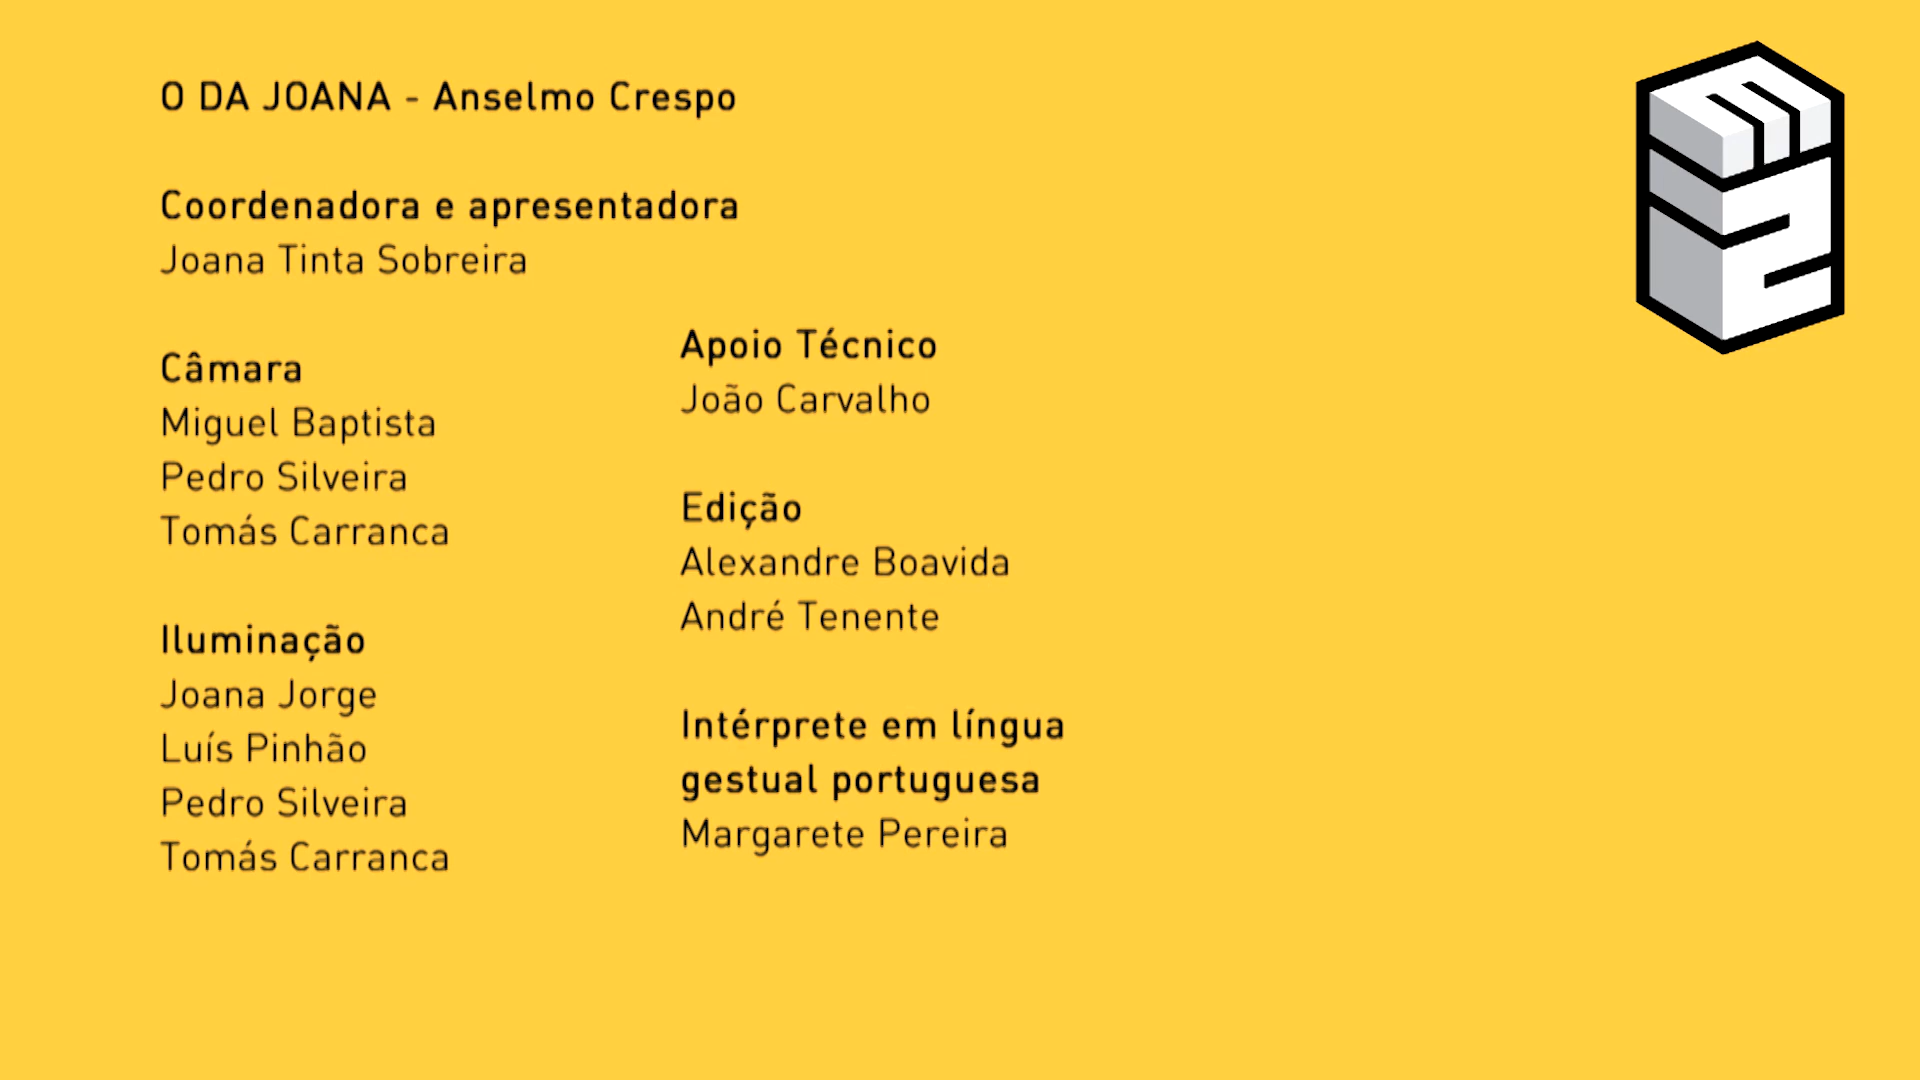 O DA JOANA - Anselmo Crespo
Coordenadora e apresentadora
Joana Tinta Sobreira
Câmara
Miguel Baptista
Pedro Silveira
Tomás Carranca
Iluminação
Joana Jorge
Luís Pinhão
Pedro Silveira
Tomás Carranca
Apoio Técnico
João Carvalho
Edição
Alexandre Boavida
André Tenente
Intérprete em língua
gestual portuguesa
Margarete Pereira
m2